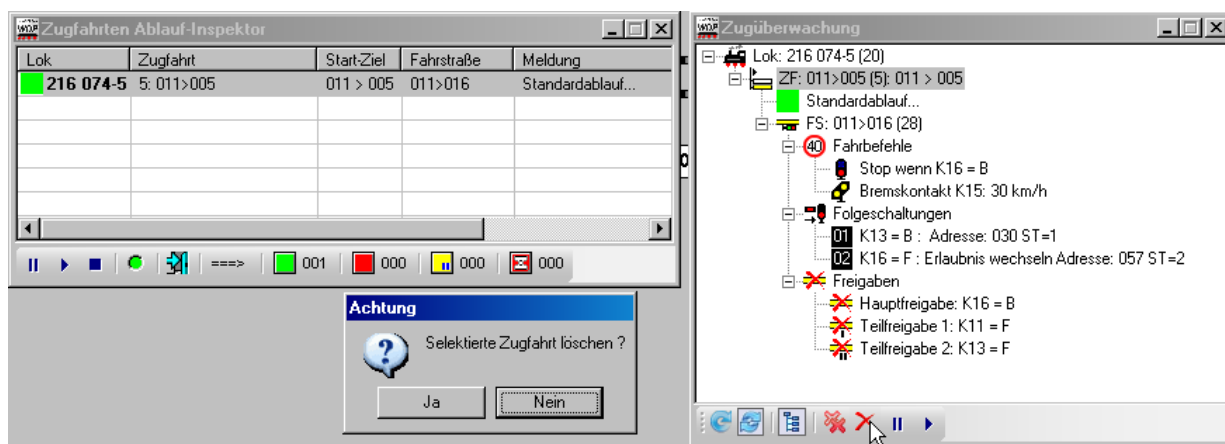 Zugfahrten Ablauf-Inspektor
Lok Zugfahrt Start-Ziel Fahrstraße Meldung
216 074-5 5: 011>005 011 > 005 011>016 Standardablauf...
===> 001 000 000 000
Achtung
Selektierte Zugfahrt löschen ?
Ja Nein
Zugüberwachung
Lok: 216 074-5 (20)
ZF: 011>005 (5): 011 > 005
Standardablauf...
FS: 011>016 (28)
40 Fahrbefehle
Stop wenn K16 = B
Bremskontakt K15: 30 km/h
Folgeschaltungen
01 K13 = B : Adresse: 030 ST=1
02 K16 = F : Erlaubnis wechseln Adresse: 057 ST=2
Freigaben
Hauptfreigabe: K16 = B
Teilfreigabe 1: K11 = F
Teilfreigabe 2: K13 = F